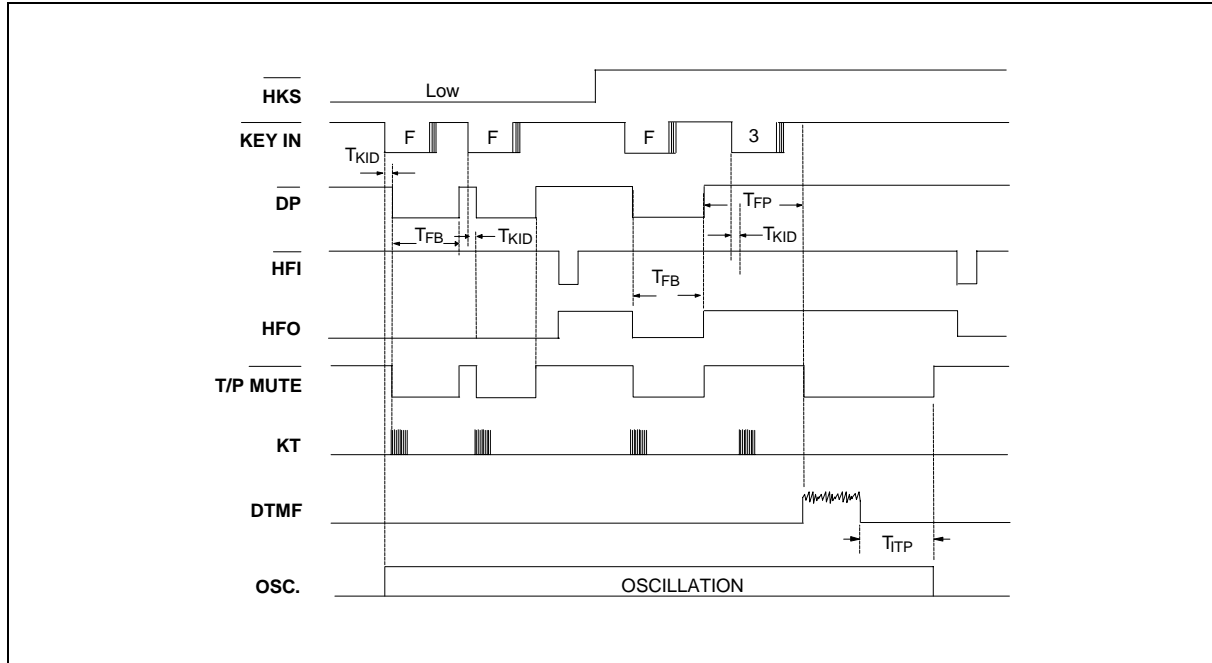 HKS
Low
KEY IN
F
F
F
3
TKID
DP
TFB
TKID
TFP
TKID
HFI
TFB
HFO
T/P MUTE
KT
DTMF
TITP
OSC.
OSCILLATION